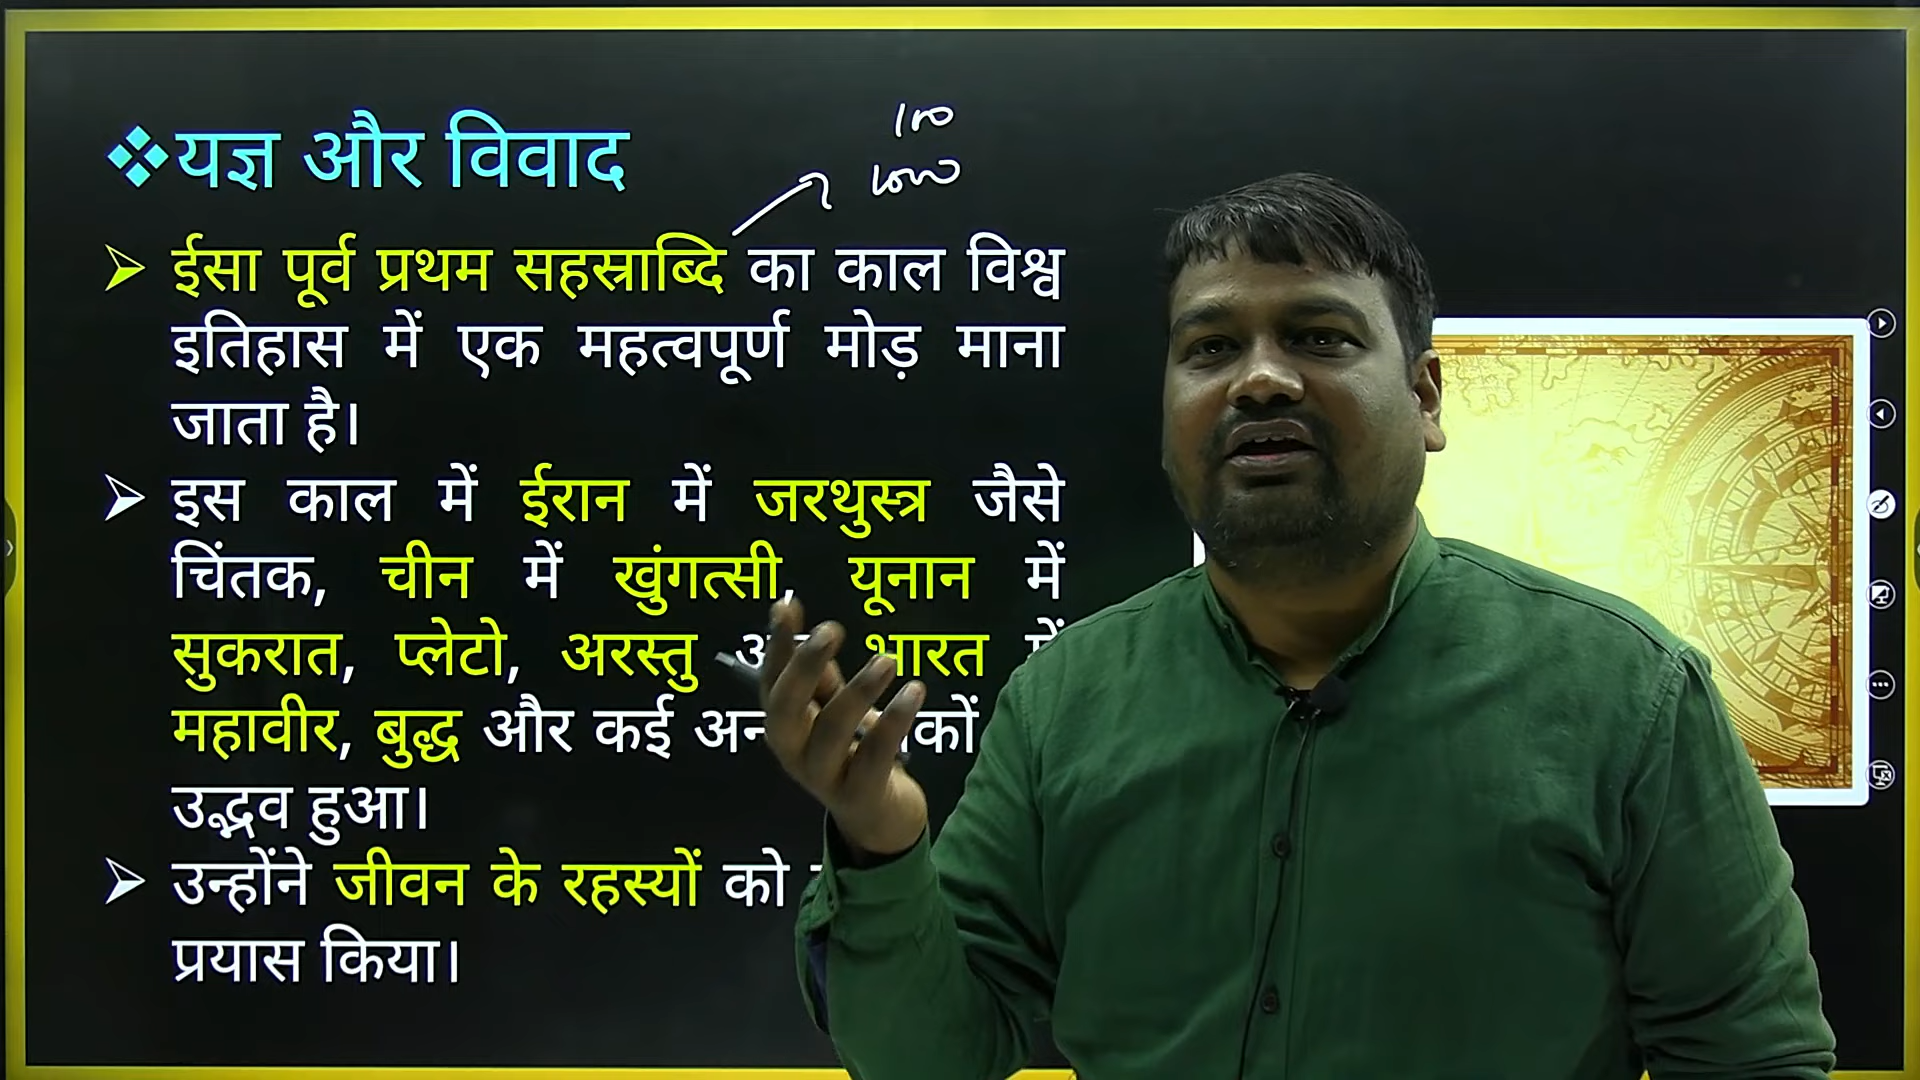 ❖यज्ञ और विवाद
100
1000
➢ ईसा पूर्व प्रथम सहस्राब्दि का काल विश्व
इतिहास में एक महत्वपूर्ण मोड़ माना
जाता है।
➢ इस काल में ईरान में जरथुस्त्र जैसे
चिंतक, चीन में खुंगत्सी, यूनान में
सुकरात, प्लेटो, अरस्तु भारत में
महावीर, बुद्ध और कई
उद्भव हुआ।
➢ उन्होंने जीवन के रहस्यों को
प्रयास किया।